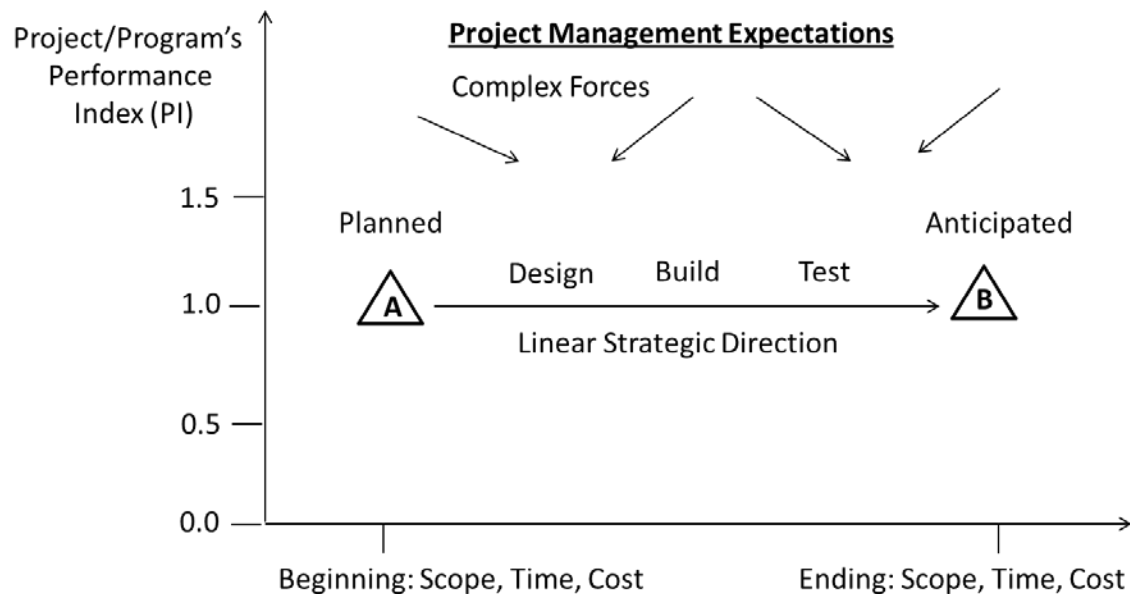 Project/Program's
Performance
Index (PI)
Project Management Expectations
Complex Forces
1.5
Planned
Anticipated
Design
Build
Test
1.0
A
B
Linear Strategic Direction
0.5
0.0
Beginning: Scope, Time, Cost
Ending: Scope, Time, Cost